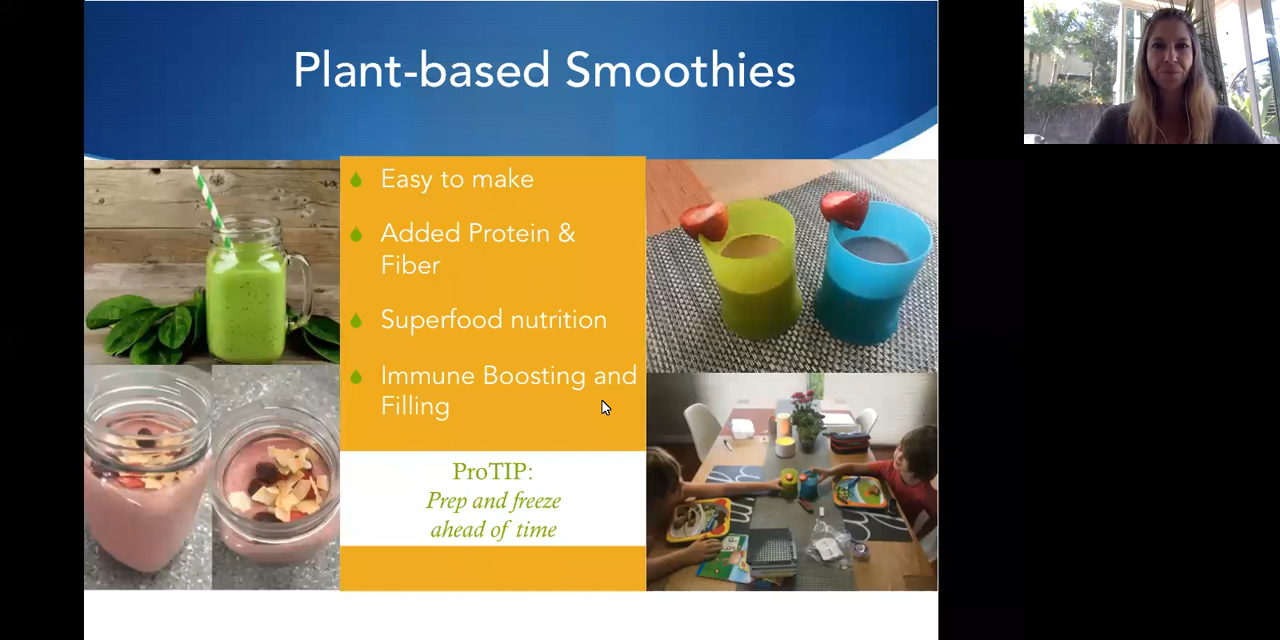 Plant-based Smoothies
Easy to make
Added Protein &
Fiber
Superfood nutrition
Immune Boosting and
Filling
ProTIP:
Prep and freeze
ahead of time